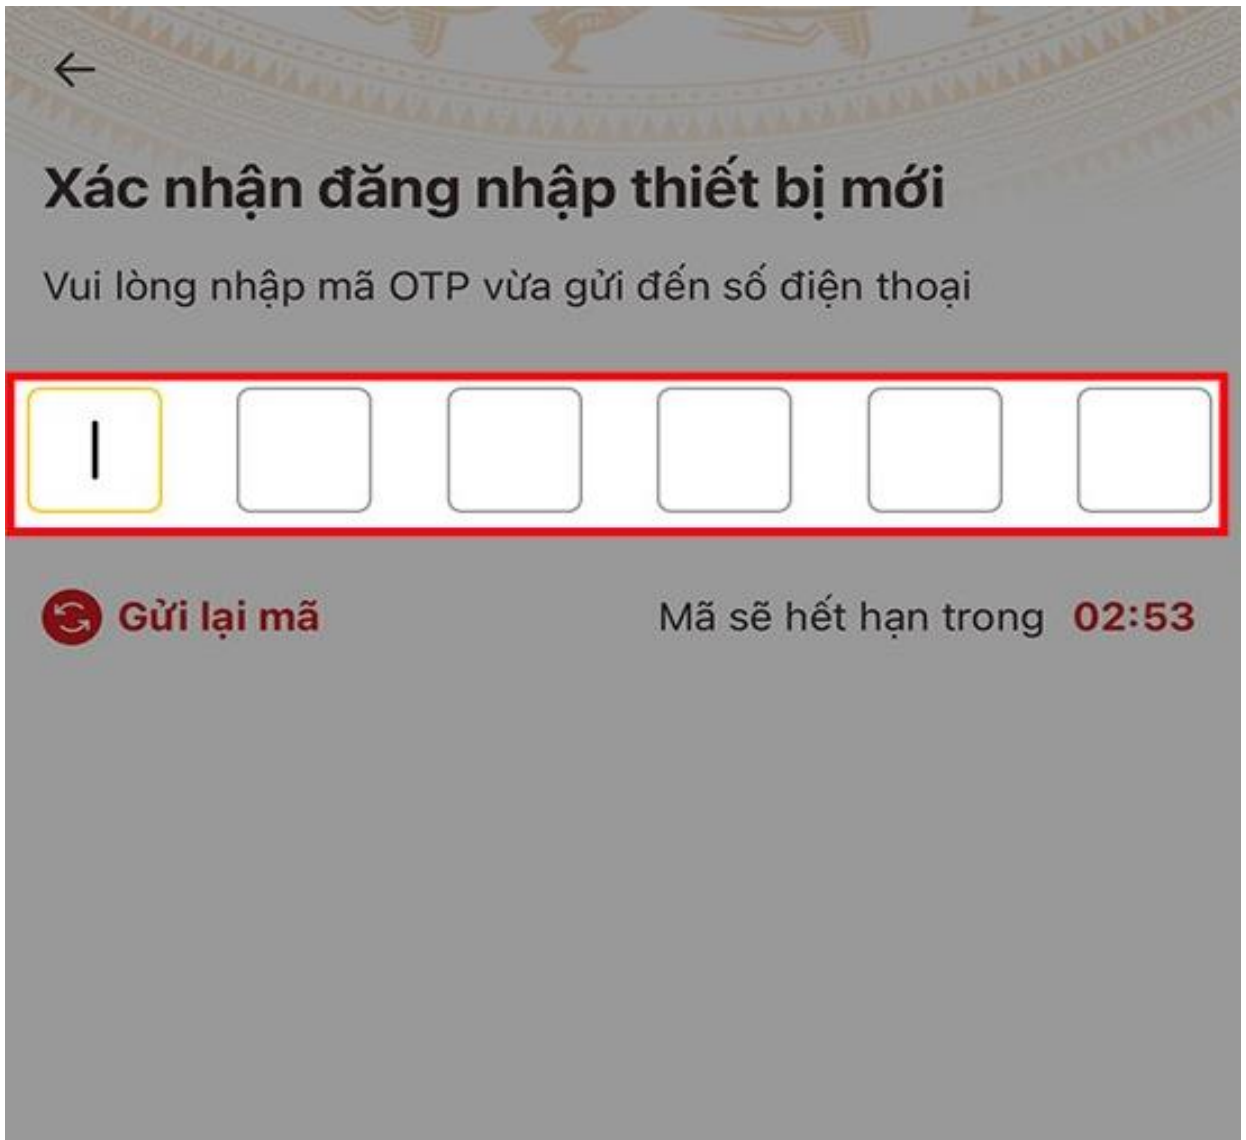 Xác nhận đăng nhập thiết bị mới
Vui lòng nhập mã OTP vừa gửi đến số điện thoại
Gửi lại mã
Mã sẽ hết hạn trong 02:53